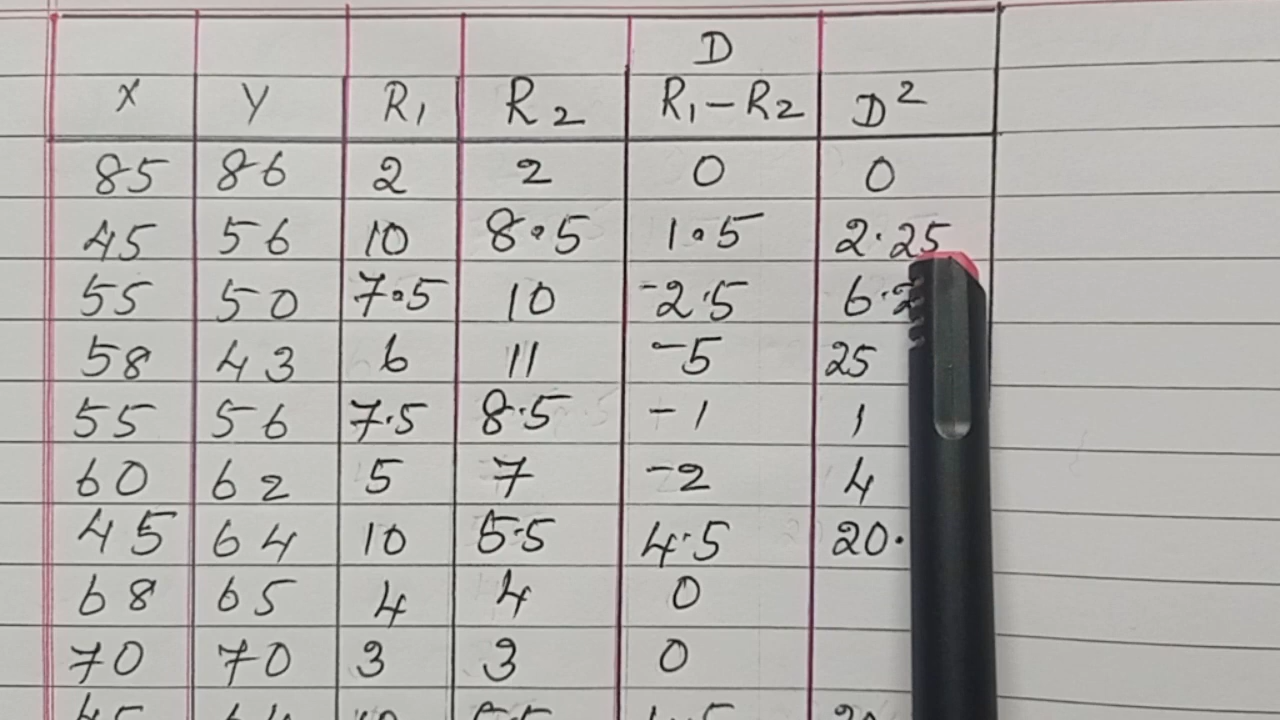 D
X Y R₁ R₂ R₁-R₂ D²
85 86 2 2 0 0
45 56 10 8.5 1.5 2.25
55 50 7.5 10 -2.5 6.2
58 43 6 11 -5 25
55 56 7.5 8.5 -1 1
60 62 5 7 -2 4
45 64 10 5.5 4.5 20.
68 65 4 4 0
70 70 3 3 0